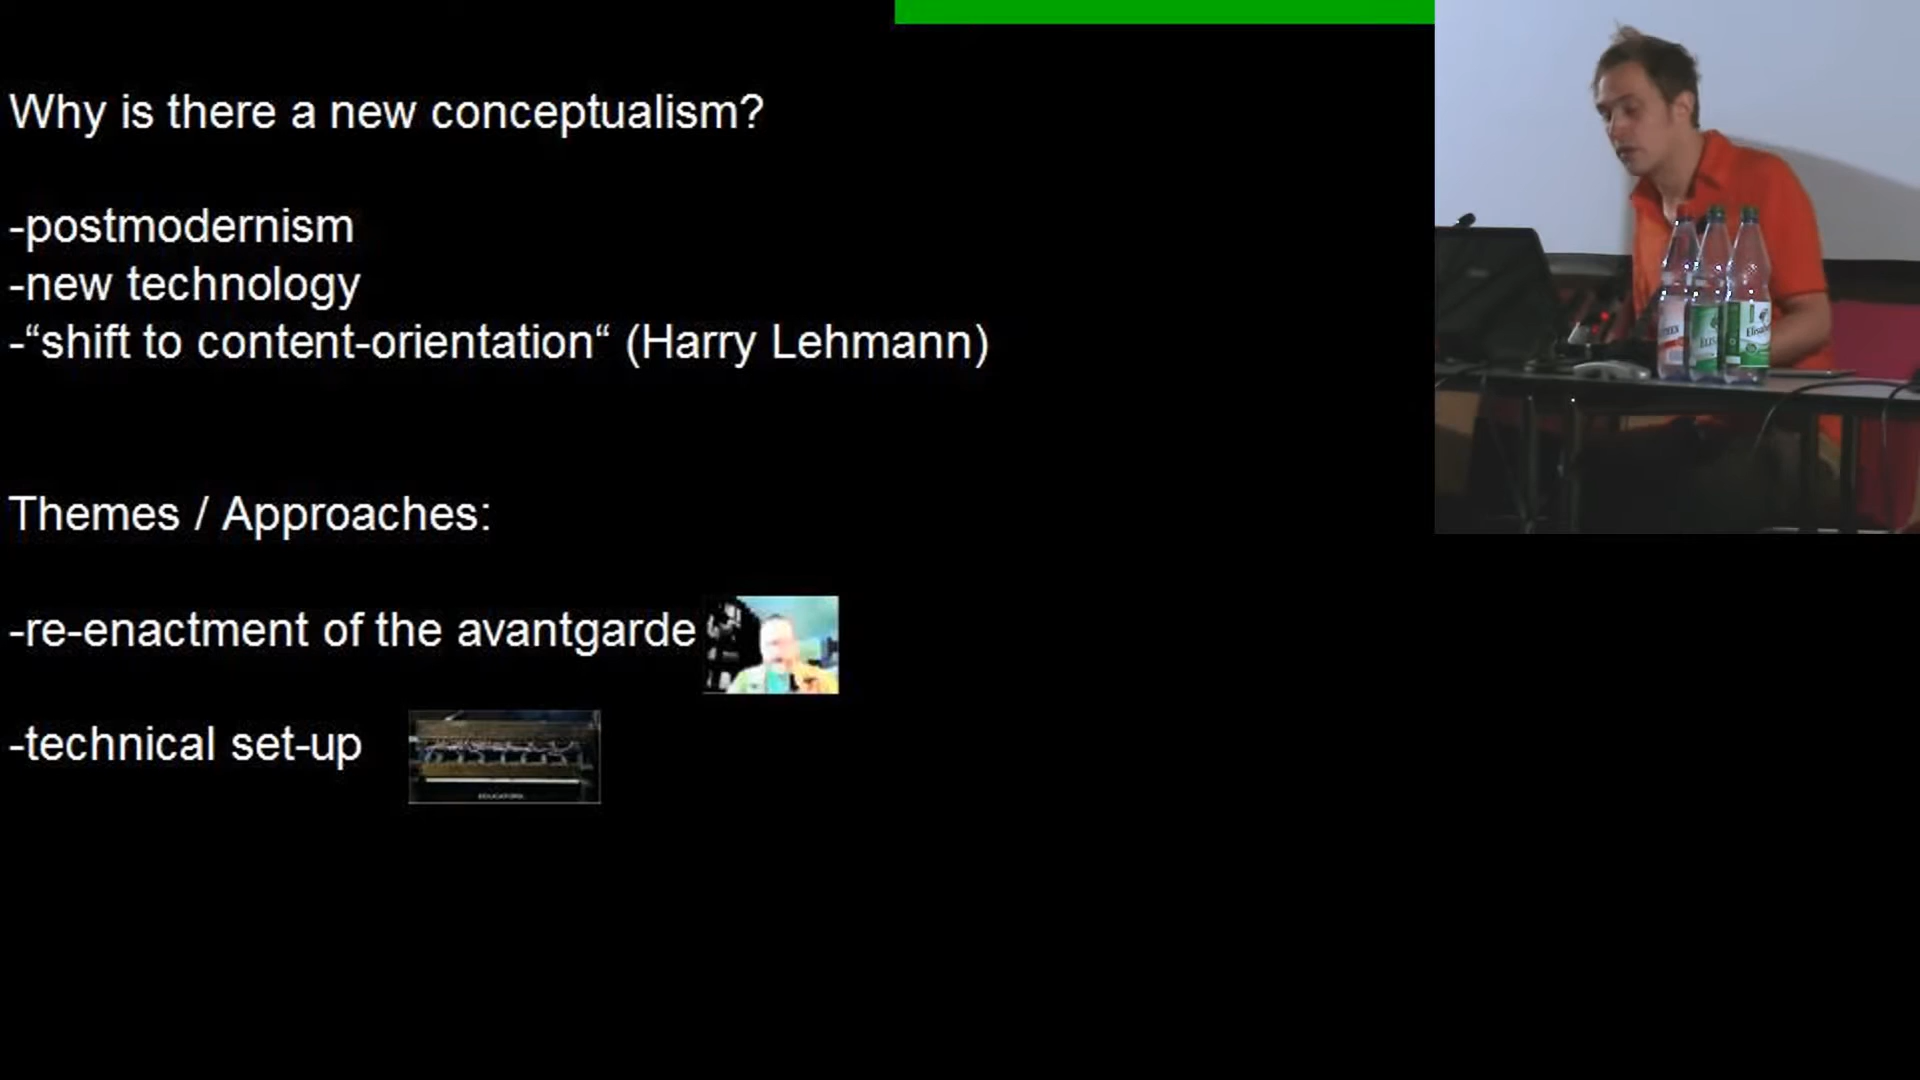 Why is there a new conceptualism?
-postmodernism
-new technology
-“shift to content-orientation“ (Harry Lehmann)
Themes / Approaches:
-re-enactment of the avantgarde
-technical set-up